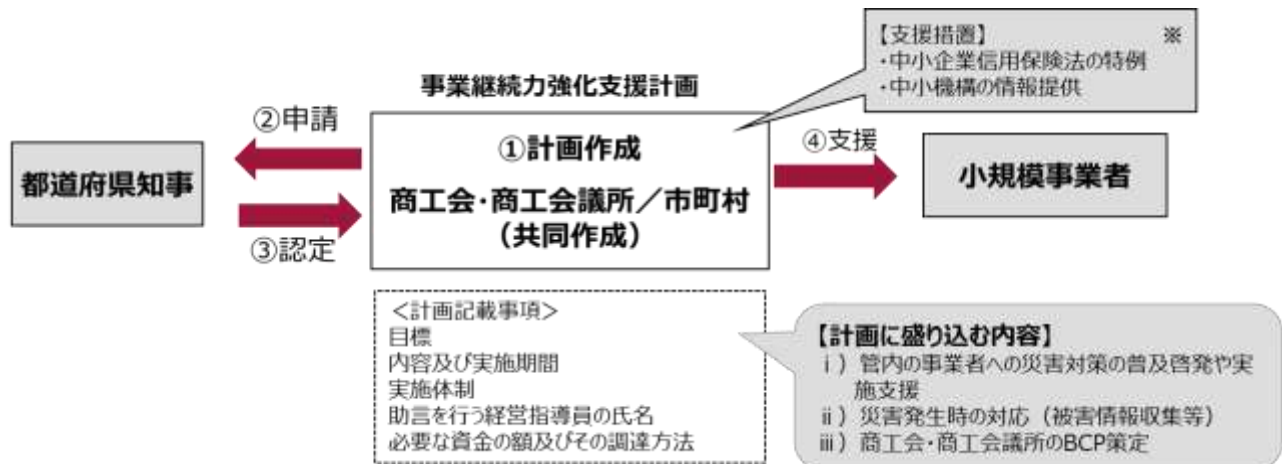 【支援措置】 ※
・中小企業信用保険法の特例
・中小機構の情報提供
事業継続力強化支援計画
②申請
①計画作成
④支援
都道府県知事
商工会・商工会議所／市町村
（共同作成）
小規模事業者
③認定
＜計画記載事項＞
目標
内容及び実施期間
実施体制
助言を行う経営指導員の氏名
必要な資金の額及びその調達方法
【計画に盛り込む内容】
ⅰ）管内の事業者への災害対策の普及啓発や実
施支援
ⅱ）災害発生時の対応（被害情報収集等）
ⅲ）商工会・商工会議所のBCP策定